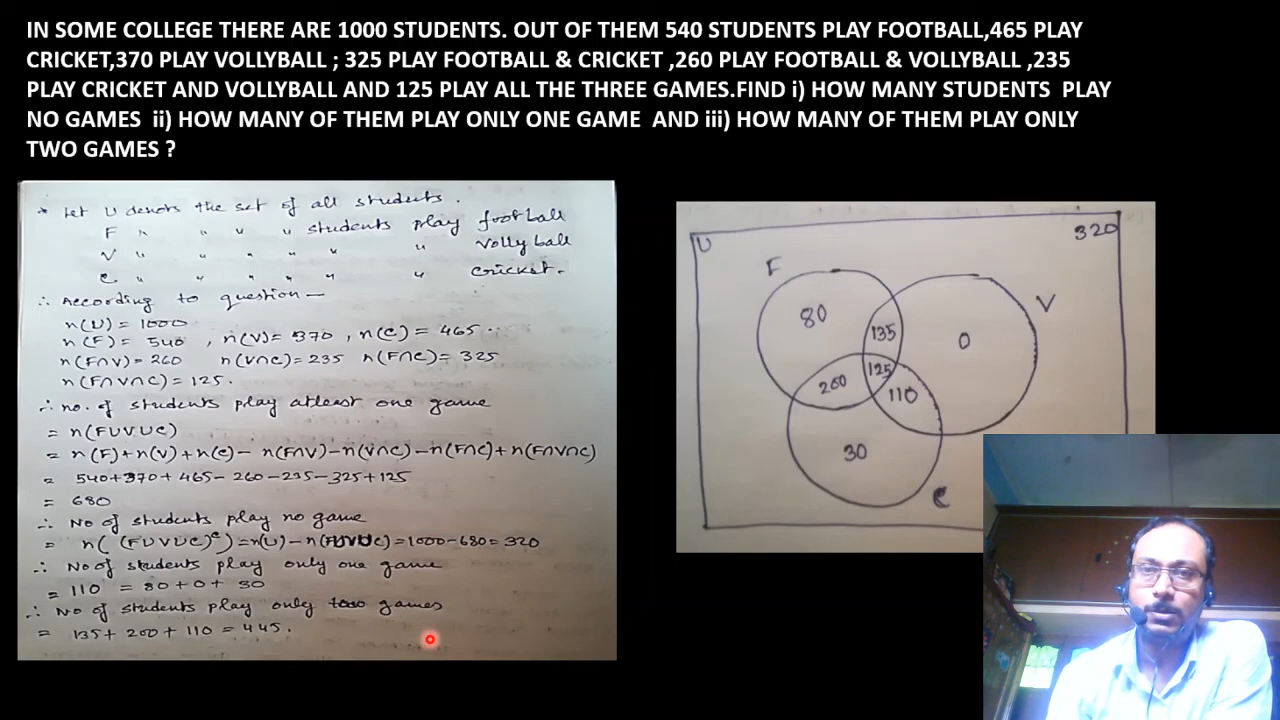 IN SOME COLLEGE THERE ARE 1000 STUDENTS. OUT OF THEM 540 STUDENTS PLAY FOOTBALL,465 PLAY
CRICKET,370 PLAY VOLLYBALL ; 325 PLAY FOOTBALL & CRICKET ,260 PLAY FOOTBALL & VOLLYBALL ,235
PLAY CRICKET AND VOLLYBALL AND 125 PLAY ALL THE THREE GAMES.FIND i) HOW MANY STUDENTS PLAY
NO GAMES ii) HOW MANY OF THEM PLAY ONLY ONE GAME AND iii) HOW MANY OF THEM PLAY ONLY
TWO GAMES ?
* Let U denots the set of all students.
F " " " " students play football
V " " " " " " Volly ball
C " " " " " " cricket.
∴ According to question —
n(U) = 1000
n(F) = 540 , n(V) = 370 , n(C) = 465.
n(F∩V) = 260 n(V∩C) = 235 n(F∩C) = 325
n(F∩V∩C) = 125.
∴ no. of students play atleast one game
= n(FUVUC)
= n(F)+n(V)+n(C)- n(F∩V)-n(V∩C)-n(F∩C)+n(F∩V∩C)
= 540+370+465-260-235-325+125
= 680
∴ No of students play no game
= n( (FUVUC)ᶜ) = n(U)-n(FUVUC)=1000-680=320
∴ No of students play only one game
= 110 = 80+0+30
∴ No of students play only two games
= 135+200+110 = 445.
U
320
F
V
80
135
0
125
200
110
30
C